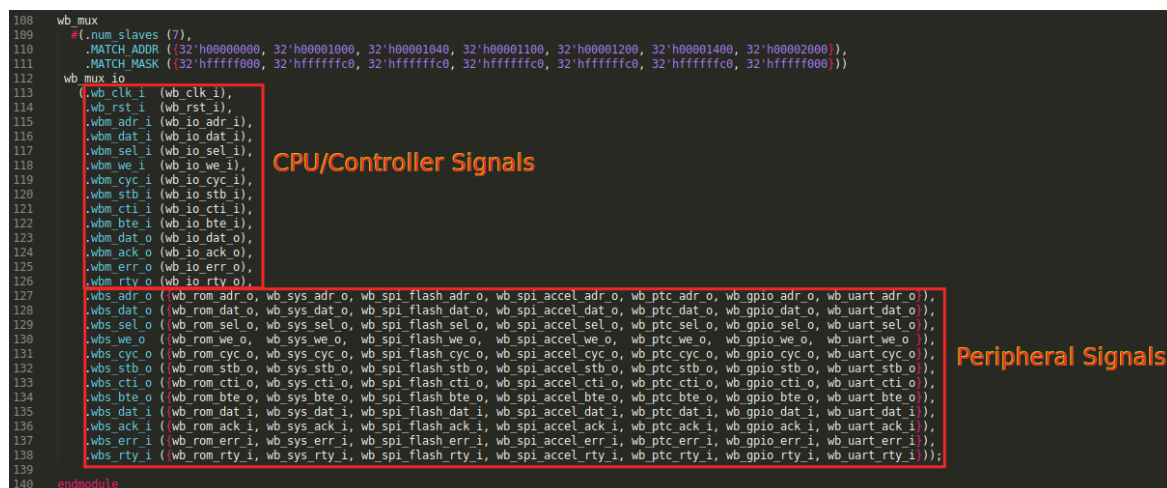 108 wb_mux
109 #(.num_slaves (7),
110 .MATCH_ADDR ({32'h00000000, 32'h00001000, 32'h00001040, 32'h00001100, 32'h00001200, 32'h00001400, 32'h00002000}),
111 .MATCH_MASK ({32'hfffff000, 32'hffffffc0, 32'hffffffc0, 32'hffffffc0, 32'hffffffc0, 32'hffffffc0, 32'hfffff000}))
112 wb_mux_io
113 (.wb_clk_i (wb_clk_i),
114 .wb_rst_i (wb_rst_i),
115 .wbm_adr_i (wb_io_adr_i),
116 .wbm_dat_i (wb_io_dat_i),
117 .wbm_sel_i (wb_io_sel_i),
118 .wbm_we_i (wb_io_we_i),
CPU/Controller Signals
119 .wbm_cyc_i (wb_io_cyc_i),
120 .wbm_stb_i (wb_io_stb_i),
121 .wbm_cti_i (wb_io_cti_i),
122 .wbm_bte_i (wb_io_bte_i),
123 .wbm_dat_o (wb_io_dat_o),
124 .wbm_ack_o (wb_io_ack_o),
125 .wbm_err_o (wb_io_err_o),
126 .wbm_rty_o (wb_io_rty_o),
127 .wbs_adr_o ({wb_rom_adr_o, wb_sys_adr_o, wb_spi_flash_adr_o, wb_spi_accel_adr_o, wb_ptc_adr_o, wb_gpio_adr_o, wb_uart_adr_o}),
128 .wbs_dat_o ({wb_rom_dat_o, wb_sys_dat_o, wb_spi_flash_dat_o, wb_spi_accel_dat_o, wb_ptc_dat_o, wb_gpio_dat_o, wb_uart_dat_o}),
129 .wbs_sel_o ({wb_rom_sel_o, wb_sys_sel_o, wb_spi_flash_sel_o, wb_spi_accel_sel_o, wb_ptc_sel_o, wb_gpio_sel_o, wb_uart_sel_o}),
130 .wbs_we_o ({wb_rom_we_o, wb_sys_we_o, wb_spi_flash_we_o, wb_spi_accel_we_o, wb_ptc_we_o, wb_gpio_we_o, wb_uart_we_o }),
131 .wbs_cyc_o ({wb_rom_cyc_o, wb_sys_cyc_o, wb_spi_flash_cyc_o, wb_spi_accel_cyc_o, wb_ptc_cyc_o, wb_gpio_cyc_o, wb_uart_cyc_o}),
Peripheral Signals
132 .wbs_stb_o ({wb_rom_stb_o, wb_sys_stb_o, wb_spi_flash_stb_o, wb_spi_accel_stb_o, wb_ptc_stb_o, wb_gpio_stb_o, wb_uart_stb_o}),
133 .wbs_cti_o ({wb_rom_cti_o, wb_sys_cti_o, wb_spi_flash_cti_o, wb_spi_accel_cti_o, wb_ptc_cti_o, wb_gpio_cti_o, wb_uart_cti_o}),
134 .wbs_bte_o ({wb_rom_bte_o, wb_sys_bte_o, wb_spi_flash_bte_o, wb_spi_accel_bte_o, wb_ptc_bte_o, wb_gpio_bte_o, wb_uart_bte_o}),
135 .wbs_dat_i ({wb_rom_dat_i, wb_sys_dat_i, wb_spi_flash_dat_i, wb_spi_accel_dat_i, wb_ptc_dat_i, wb_gpio_dat_i, wb_uart_dat_i}),
136 .wbs_ack_i ({wb_rom_ack_i, wb_sys_ack_i, wb_spi_flash_ack_i, wb_spi_accel_ack_i, wb_ptc_ack_i, wb_gpio_ack_i, wb_uart_ack_i}),
137 .wbs_err_i ({wb_rom_err_i, wb_sys_err_i, wb_spi_flash_err_i, wb_spi_accel_err_i, wb_ptc_err_i, wb_gpio_err_i, wb_uart_err_i}),
138 .wbs_rty_i ({wb_rom_rty_i, wb_sys_rty_i, wb_spi_flash_rty_i, wb_spi_accel_rty_i, wb_ptc_rty_i, wb_gpio_rty_i, wb_uart_rty_i}));
139
140 endmodule